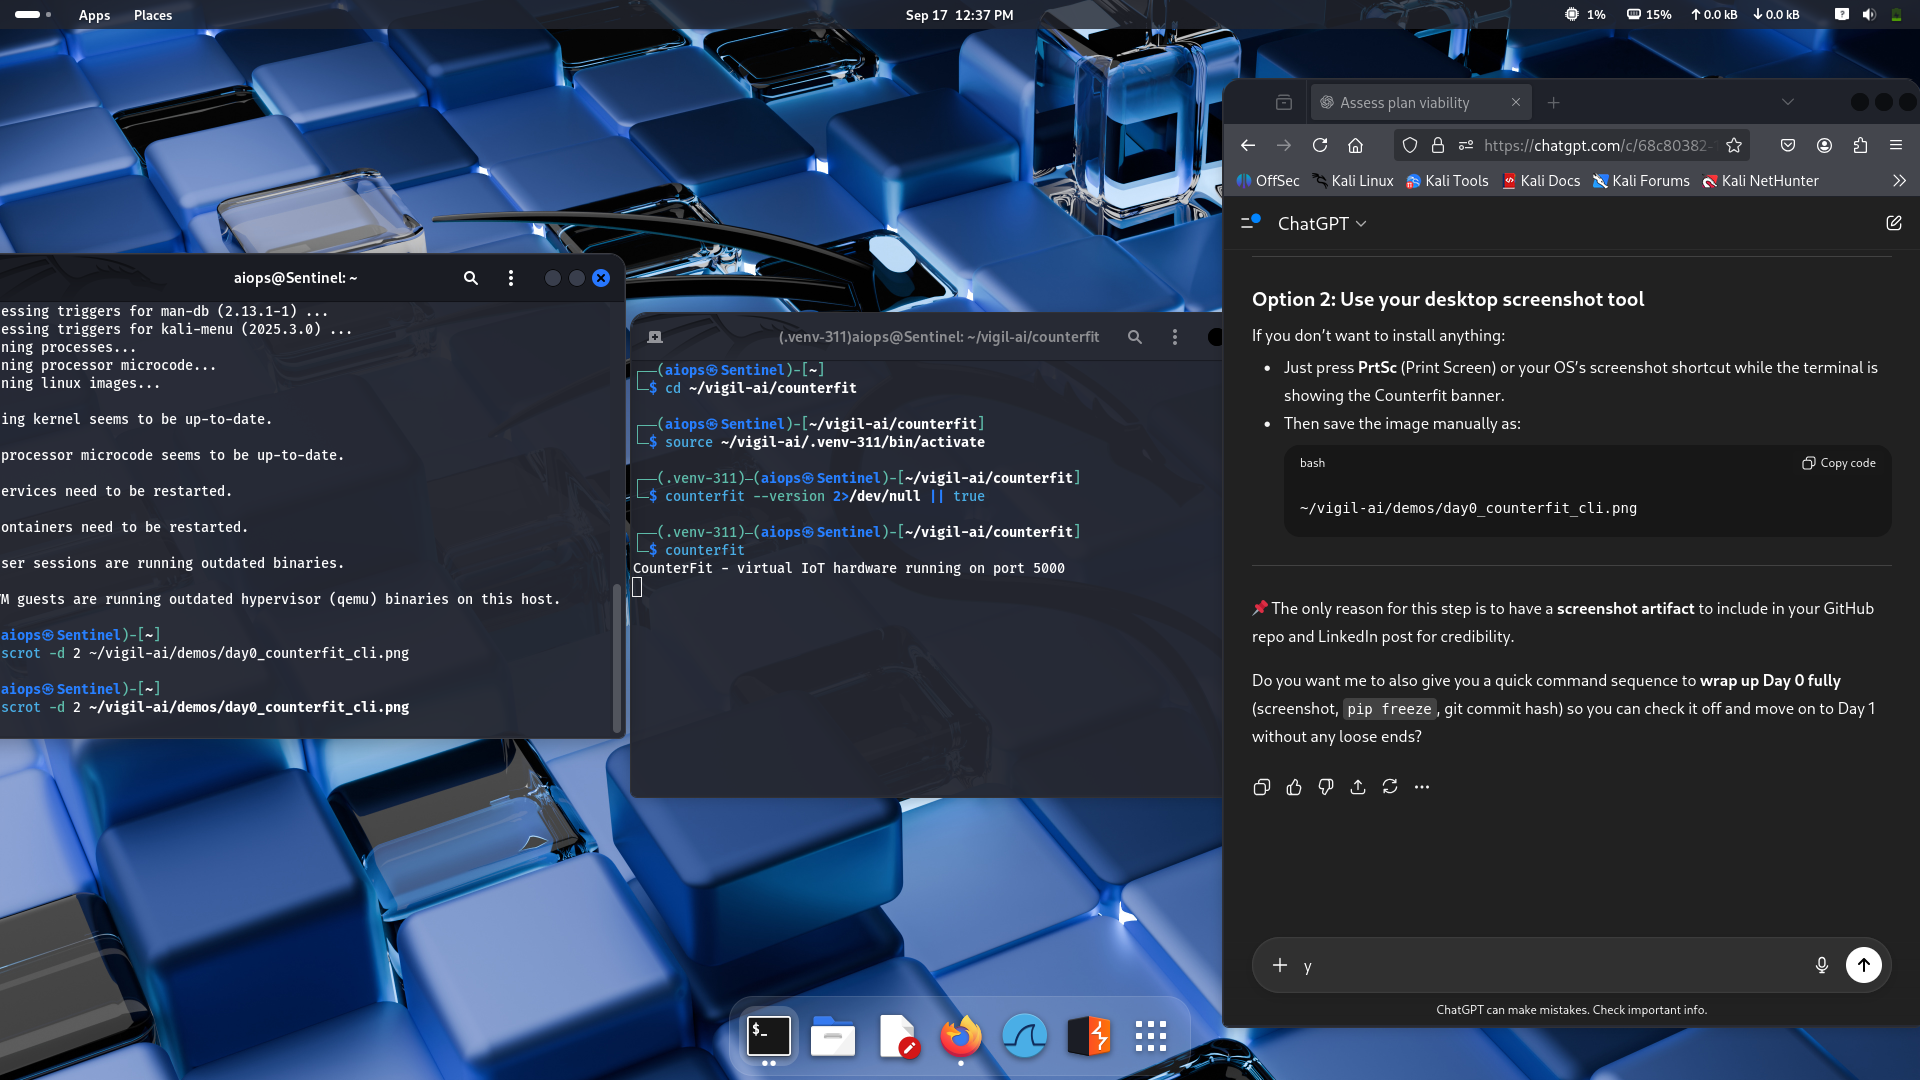 Apps Places
Sep 17 12:37 PM
1% 15% 0.0 kB 0.0 kB
aiops@Sentinel: ~
essing triggers for man-db (2.13.1-1) ...
essing triggers for kali-menu (2025.3.0) ...
ning processes...
ning processor microcode...
ning linux images...
ing kernel seems to be up-to-date.
processor microcode seems to be up-to-date.
ervices need to be restarted.
ontainers need to be restarted.
ser sessions are running outdated binaries.
M guests are running outdated hypervisor (qemu) binaries on this host.
aiops㉿Sentinel)-[~]
scrot -d 2 ~/vigil-ai/demos/day0_counterfit_cli.png
aiops㉿Sentinel)-[~]
scrot -d 2 ~/vigil-ai/demos/day0_counterfit_cli.png
(.venv-311)aiops@Sentinel: ~/vigil-ai/counterfit
┌──(aiops㉿Sentinel)-[~]
└─$ cd ~/vigil-ai/counterfit
┌──(aiops㉿Sentinel)-[~/vigil-ai/counterfit]
└─$ source ~/vigil-ai/.venv-311/bin/activate
┌──(.venv-311)─(aiops㉿Sentinel)-[~/vigil-ai/counterfit]
└─$ counterfit --version 2>/dev/null || true
┌──(.venv-311)─(aiops㉿Sentinel)-[~/vigil-ai/counterfit]
└─$ counterfit
CounterFit - virtual IoT hardware running on port 5000
Assess plan viability
https://chatgpt.com/c/68c80382-
OffSec Kali Linux Kali Tools Kali Docs Kali Forums Kali NetHunter
ChatGPT
Option 2: Use your desktop screenshot tool
If you don’t want to install anything:
• Just press PrtSc (Print Screen) or your OS’s screenshot shortcut while the terminal is
showing the Counterfit banner.
• Then save the image manually as:
bash
Copy code
~/vigil-ai/demos/day0_counterfit_cli.png
📌 The only reason for this step is to have a screenshot artifact to include in your GitHub
repo and LinkedIn post for credibility.
Do you want me to also give you a quick command sequence to wrap up Day 0 fully
(screenshot, pip freeze, git commit hash) so you can check it off and move on to Day 1
without any loose ends?
y
ChatGPT can make mistakes. Check important info.
$_